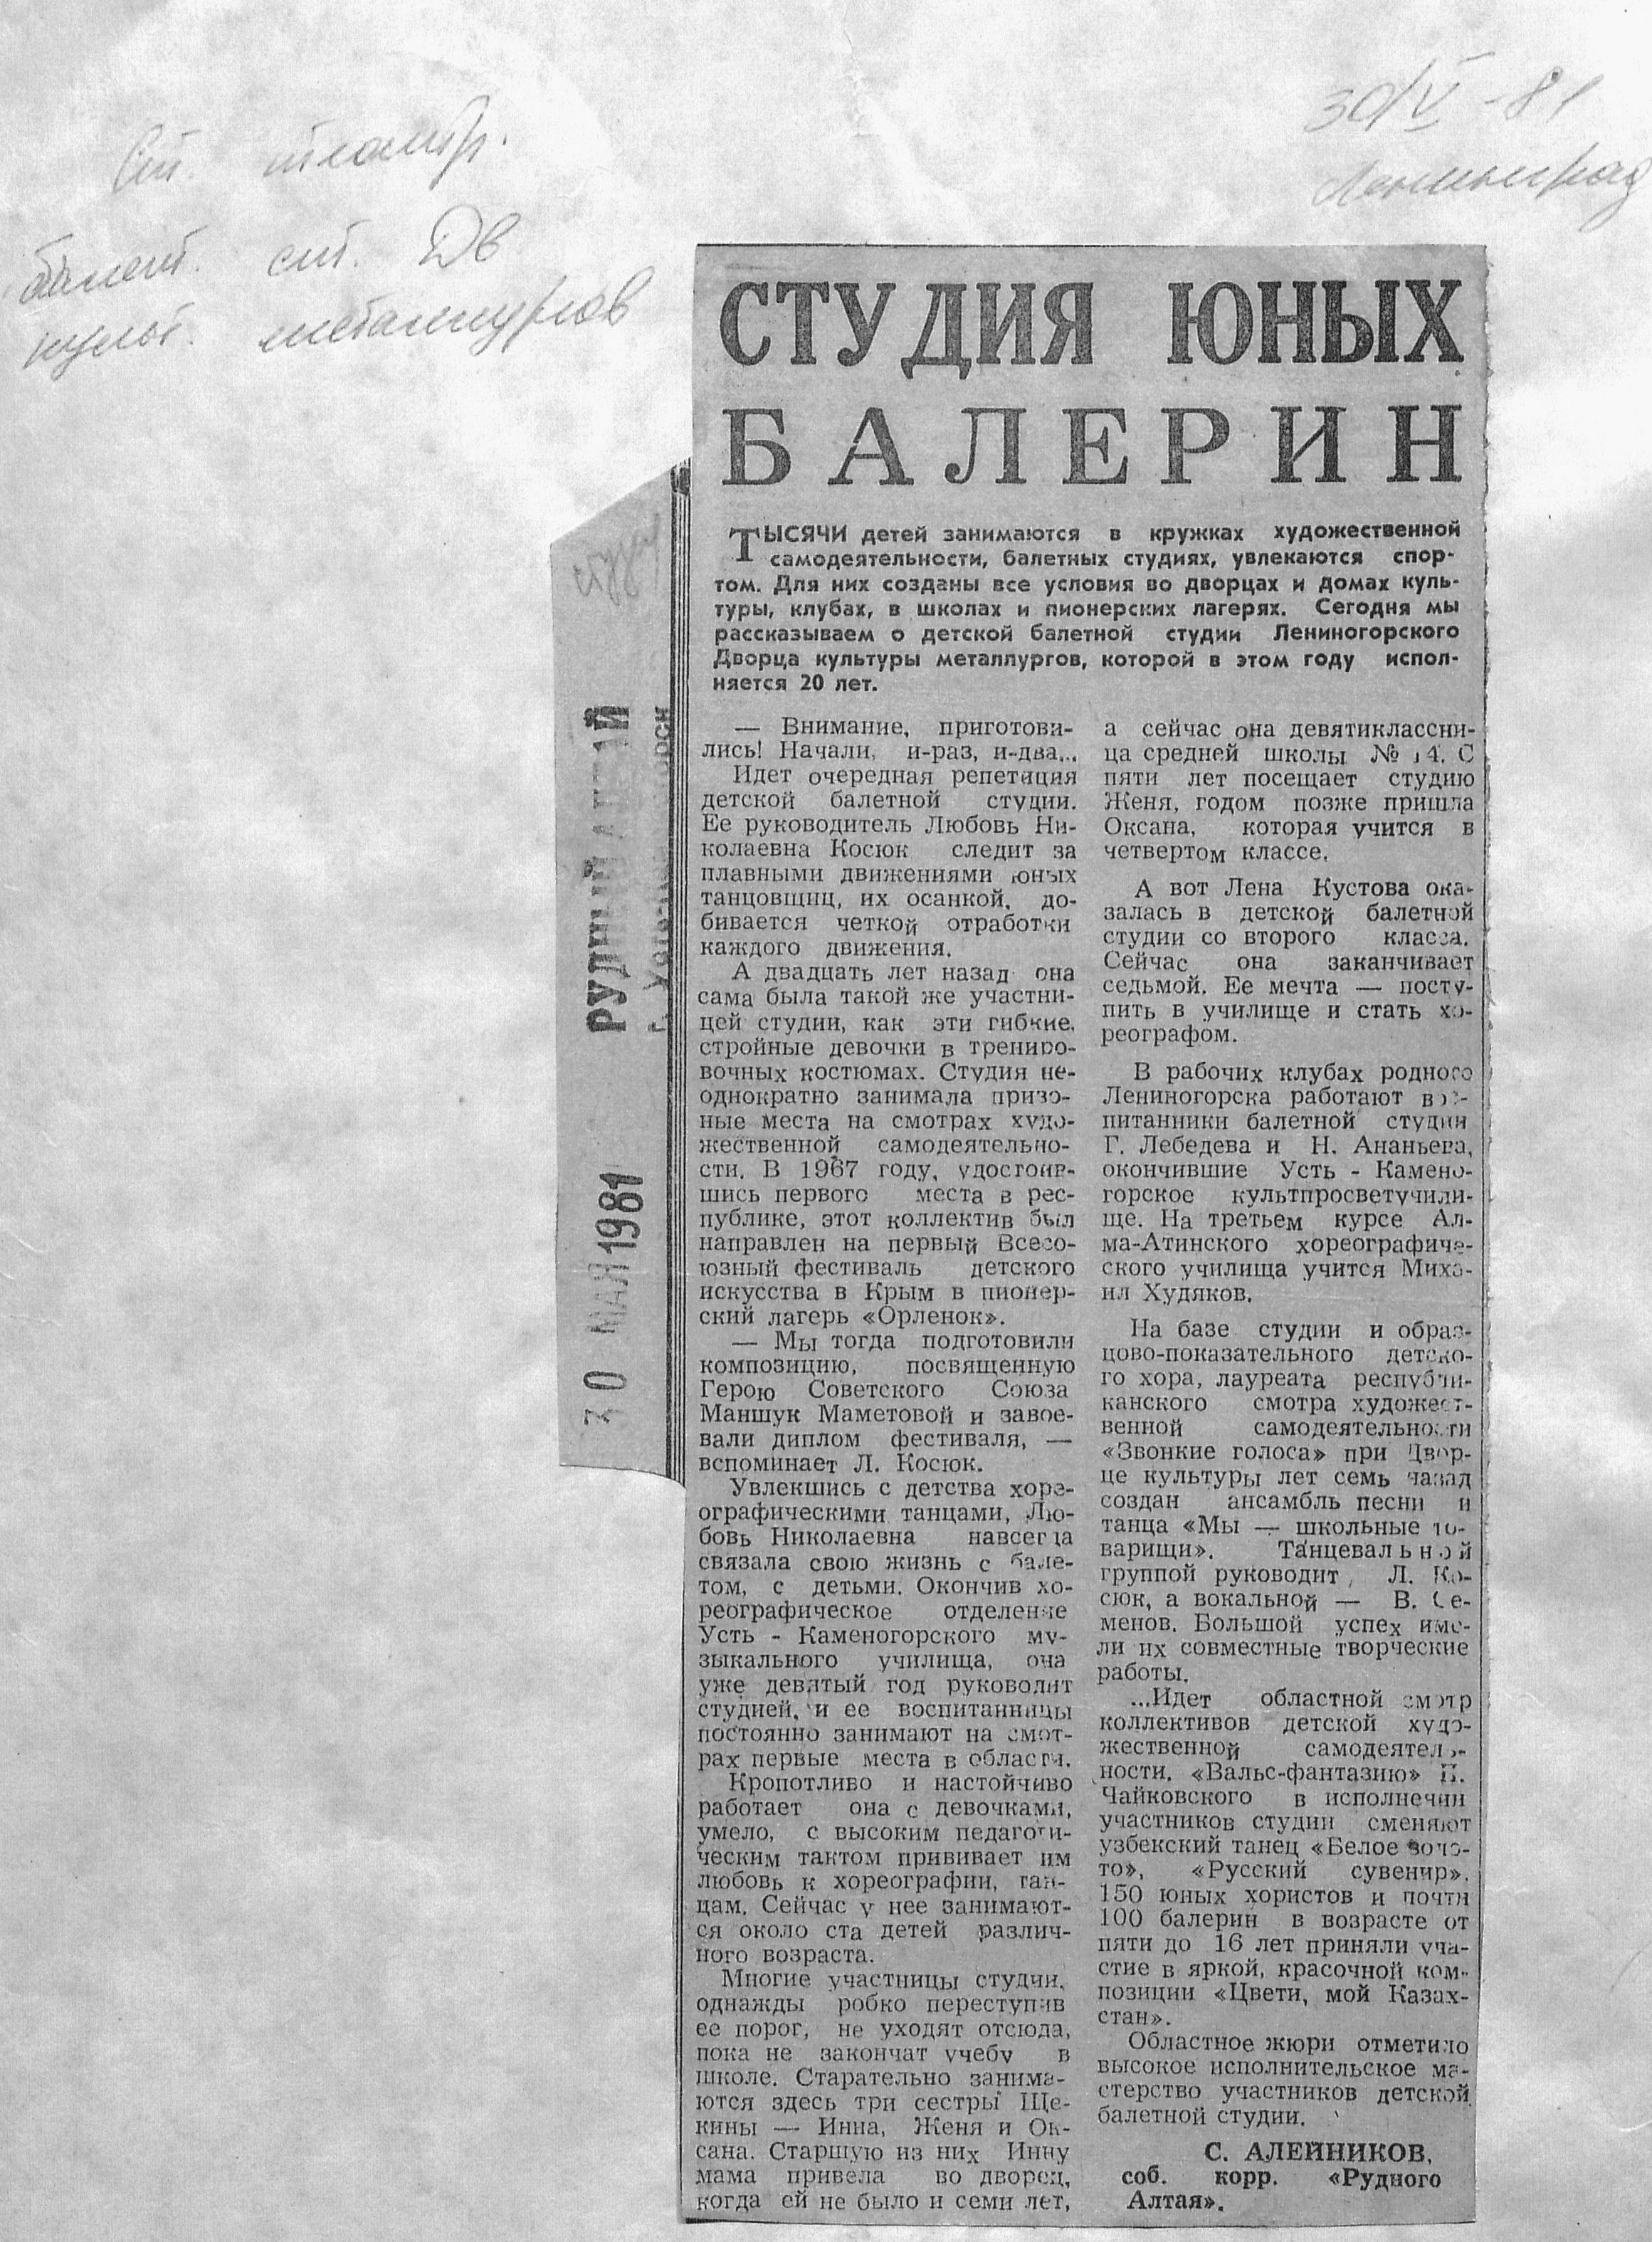 30/V-81
Ленинград
балет. ст. Дв
культ. металлургов
СТУДИЯ ЮНЫХ
БАЛЕРИН
ТЫСЯЧИ детей занимаются в кружках художественной
самодеятельности, балетных студиях, увлекаются спор-
том. Для них созданы все условия во дворцах и домах куль-
туры, клубах, в школах и пионерских лагерях. Сегодня мы
рассказываем о детской балетной студии Лениногорского
Дворца культуры металлургов, которой в этом году испол-
няется 20 лет.
— Внимание, приготови-
лись! Начали, и-раз, и-два...
Идет очередная репетиция
детской балетной студии.
Ее руководитель Любовь Ни-
колаевна Косюк следит за
плавными движениями юных
танцовщиц, их осанкой, до-
бивается четкой отработки
каждого движения.
А двадцать лет назад она
сама была такой же участни-
цей студии, как эти гибкие,
стройные девочки в трениро-
вочных костюмах. Студия не-
однократно занимала призо-
ные места на смотрах худо-
жественной самодеятельно-
сти. В 1967 году, удостоив-
шись первого места в рес-
публике, этот коллектив был
направлен на первый Всесо-
юзный фестиваль детского
искусства в Крым в пионер-
ский лагерь «Орленок».
— Мы тогда подготовили
композицию, посвященную
Герою Советского Союза
Маншук Маметовой и завое-
вали диплом фестиваля, —
вспоминает Л. Косюк.
Увлекшись с детства хоре-
ографическими танцами, Лю-
бовь Николаевна навсегда
связала свою жизнь с бале-
том, с детьми. Окончив хо-
реографическое отделение
Усть - Каменогорского му-
зыкального училища, она
уже девятый год руководит
студией, и ее воспитанницы
постоянно занимают на смот-
рах первые места в области.
Кропотливо и настойчиво
работает она с девочками,
умело, с высоким педагоги-
ческим тактом прививает им
любовь к хореографии, тан-
цам. Сейчас у нее занимают-
ся около ста детей различ-
ного возраста.
Многие участницы студии,
однажды робко переступив
ее порог, не уходят отсюда,
пока не закончат учебу в
школе. Старательно занима-
ются здесь три сестры Ще-
кины — Инна, Женя и Ок-
сана. Старшую из них Инну
мама привела во дворец,
когда ей не было и семи лет,
а сейчас она девятиклассни-
ца средней школы № 14. С
пяти лет посещает студию
Женя, годом позже пришла
Оксана, которая учится в
четвертом классе.
А вот Лена Кустова ока-
залась в детской балетной
студии со второго класса.
Сейчас она заканчивает
седьмой. Ее мечта — посту-
пить в училище и стать хо-
реографом.
В рабочих клубах родного
Лениногорска работают вос-
питанники балетной студии
Г. Лебедева и Н. Ананьева,
окончившие Усть - Камено-
горское культпросветучили-
ще. На третьем курсе Ал-
ма-Атинского хореографиче-
ского училища учится Миха-
ил Худяков.
На базе студии и образ-
цово-показательного детско-
го хора, лауреата республи-
канского смотра художест-
венной самодеятельности
«Звонкие голоса» при Двор-
це культуры лет семь назад
создан ансамбль песни и
танца «Мы — школьные то-
варищи». Танцевальной
группой руководит Л. Ко-
сюк, а вокальной — В. Се-
менов. Большой успех име-
ли их совместные творческие
работы.
...Идет областной смотр
коллективов детской худо-
жественной самодеятель-
ности. «Вальс-фантазию» П.
Чайковского в исполнении
участников студии сменяют
узбекский танец «Белое золо-
то», «Русский сувенир».
150 юных хористов и почти
100 балерин в возрасте от
пяти до 16 лет приняли уча-
стие в яркой, красочной ком-
позиции «Цвети, мой Казах-
стан».
Областное жюри отметило
высокое исполнительское ма-
стерство участников детской
балетной студии.
С. АЛЕЙНИКОВ,
соб. корр. «Рудного
Алтая».
РУДНЫЙ АЛТАЙ
30 МАЯ 1981